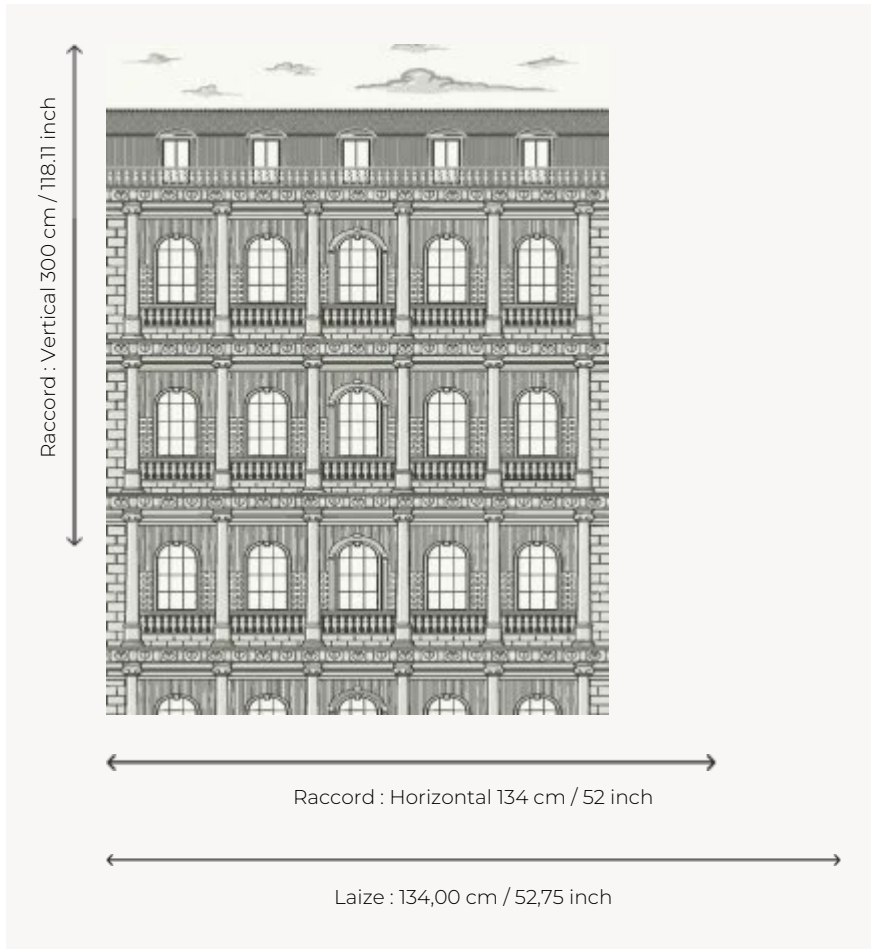 Raccord : Vertical 300 cm / 118.11 inch
Raccord : Horizontal 134 cm / 52 inch
Laize : 134,00 cm / 52,75 inch